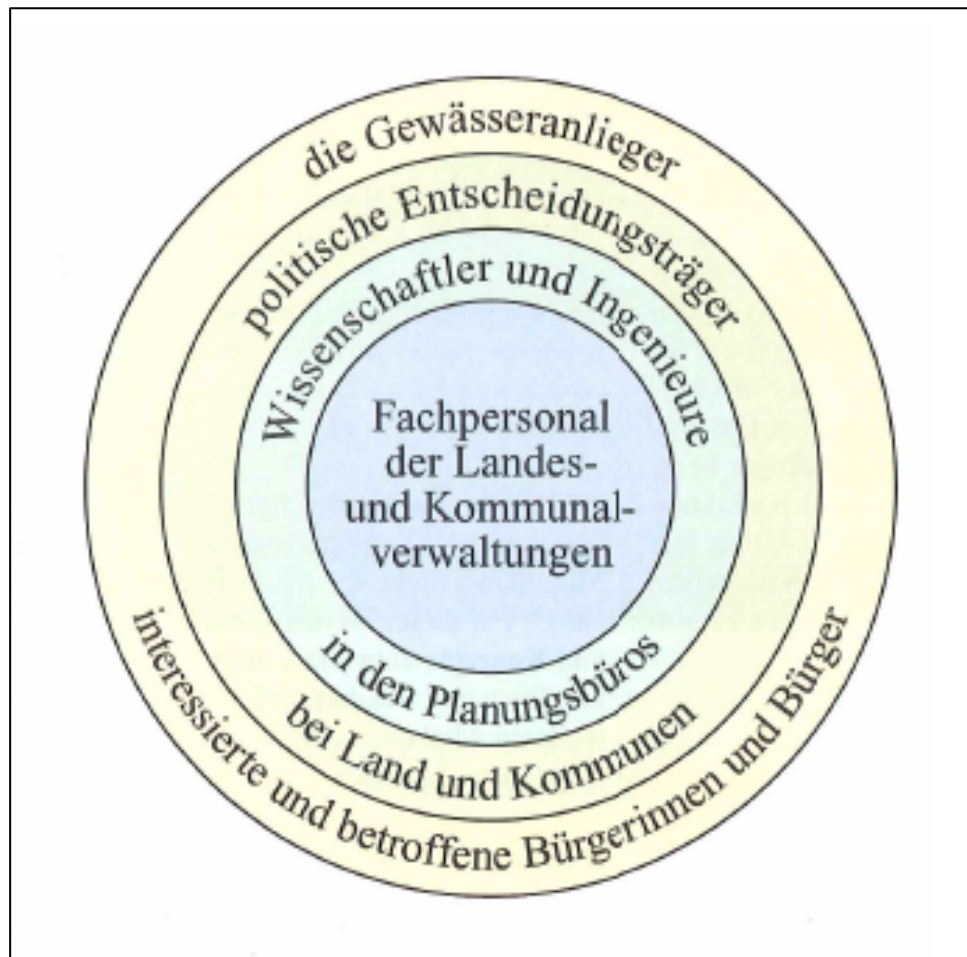 die Gewässeranlieger
politische Entscheidungsträger
Wissenschaftler und Ingenieure
Fachpersonal
der Landes-
und Kommunal-
verwaltungen
in den Planungsbüros
bei Land und Kommunen
interessierte und betroffene Bürgerinnen und Bürger